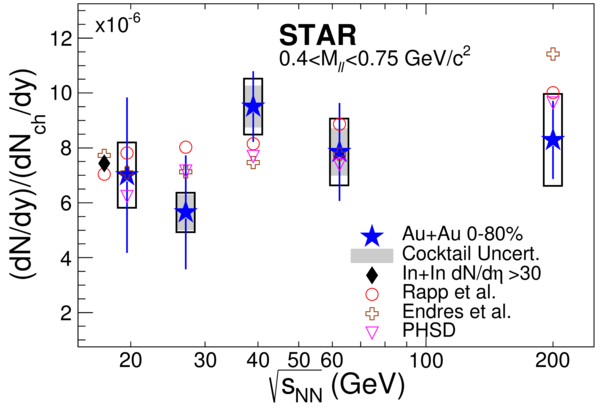 ×10⁻⁶
STAR
0.4<M_ll<0.75 GeV/c²
12
10
8
6
4
2
(dN/dy)/(dN_ch/dy)
Au+Au 0-80%
Cocktail Uncert.
In+In dN/dη >30
Rapp et al.
Endres et al.
PHSD
20 30 40 50 60 100 200
√s_NN (GeV)